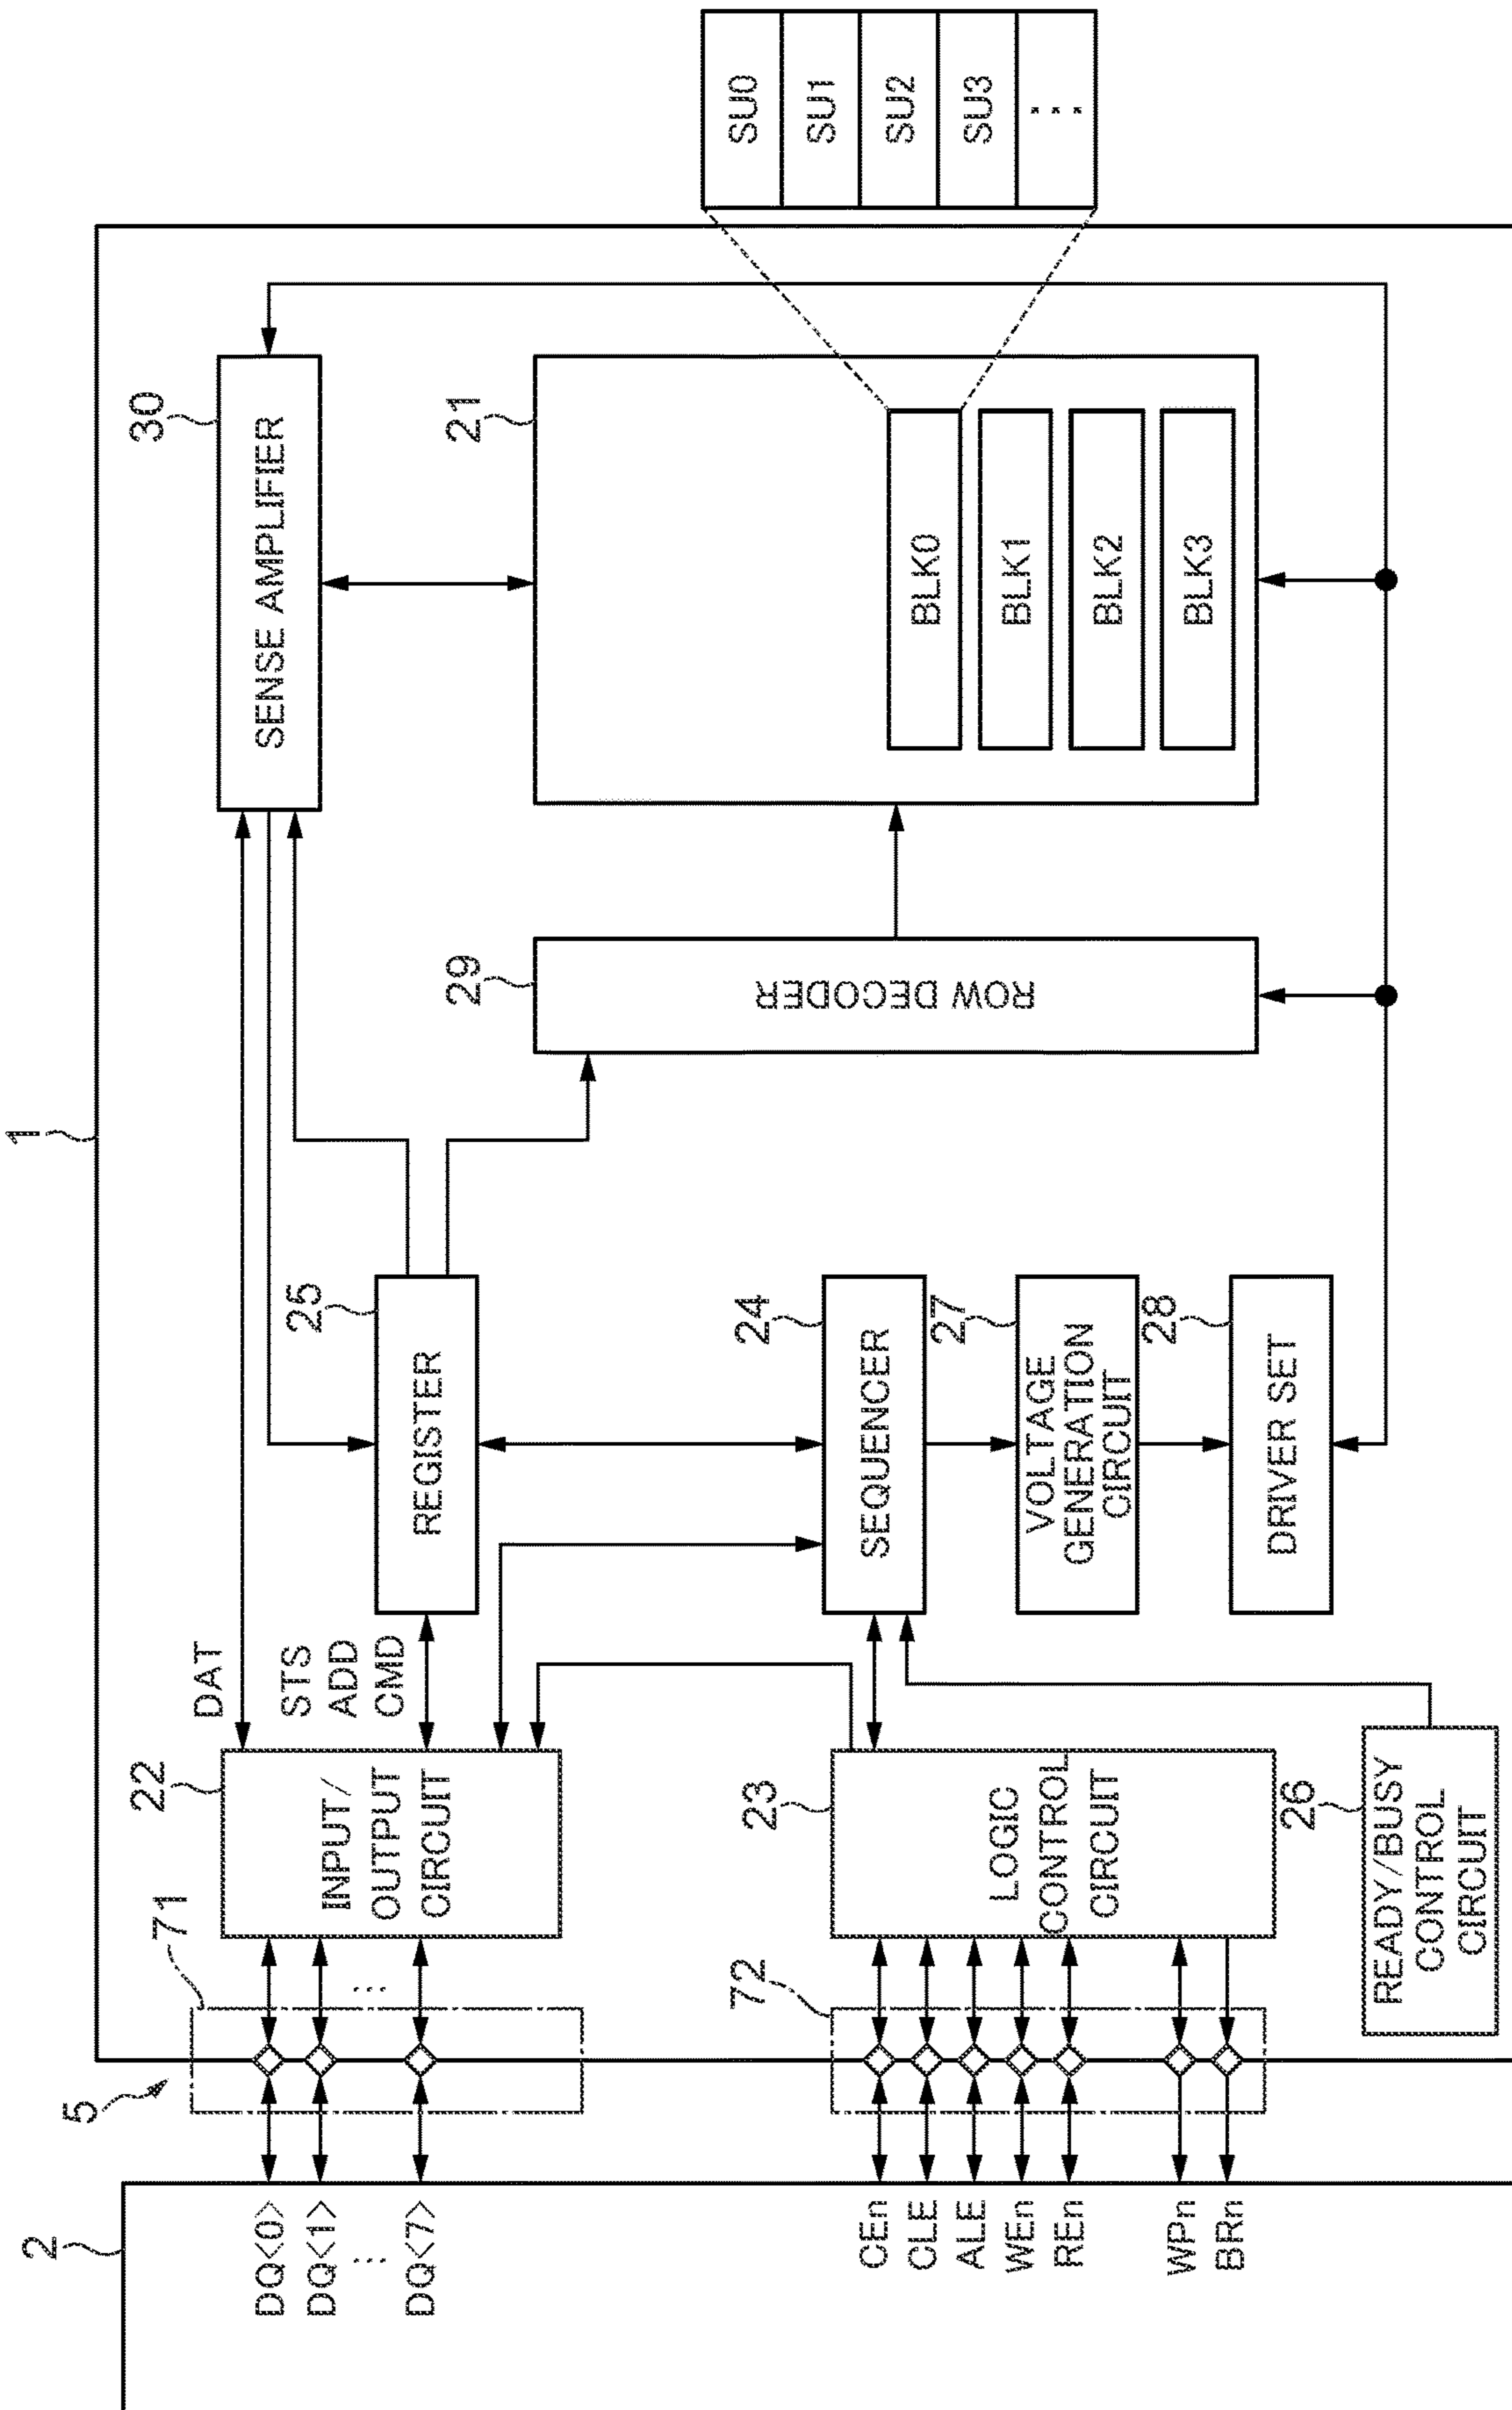 1
2
5
71
72
DQ<0>
DQ<1>
⋮
DQ<7>
CEn
CLE
ALE
WEn
REn
WPn
BRn
22
INPUT/
OUTPUT
CIRCUIT
DAT
STS
ADD
CMD
23
LOGIC
CONTROL
CIRCUIT
26
READY/BUSY
CONTROL
CIRCUIT
25
REGISTER
24
SEQUENCER
27
VOLTAGE
GENERATION
CIRCUIT
28
DRIVER SET
29
ROW DECODER
30
SENSE AMPLIFIER
21
BLK0
BLK1
BLK2
BLK3
SU0
SU1
SU2
SU3
⋮